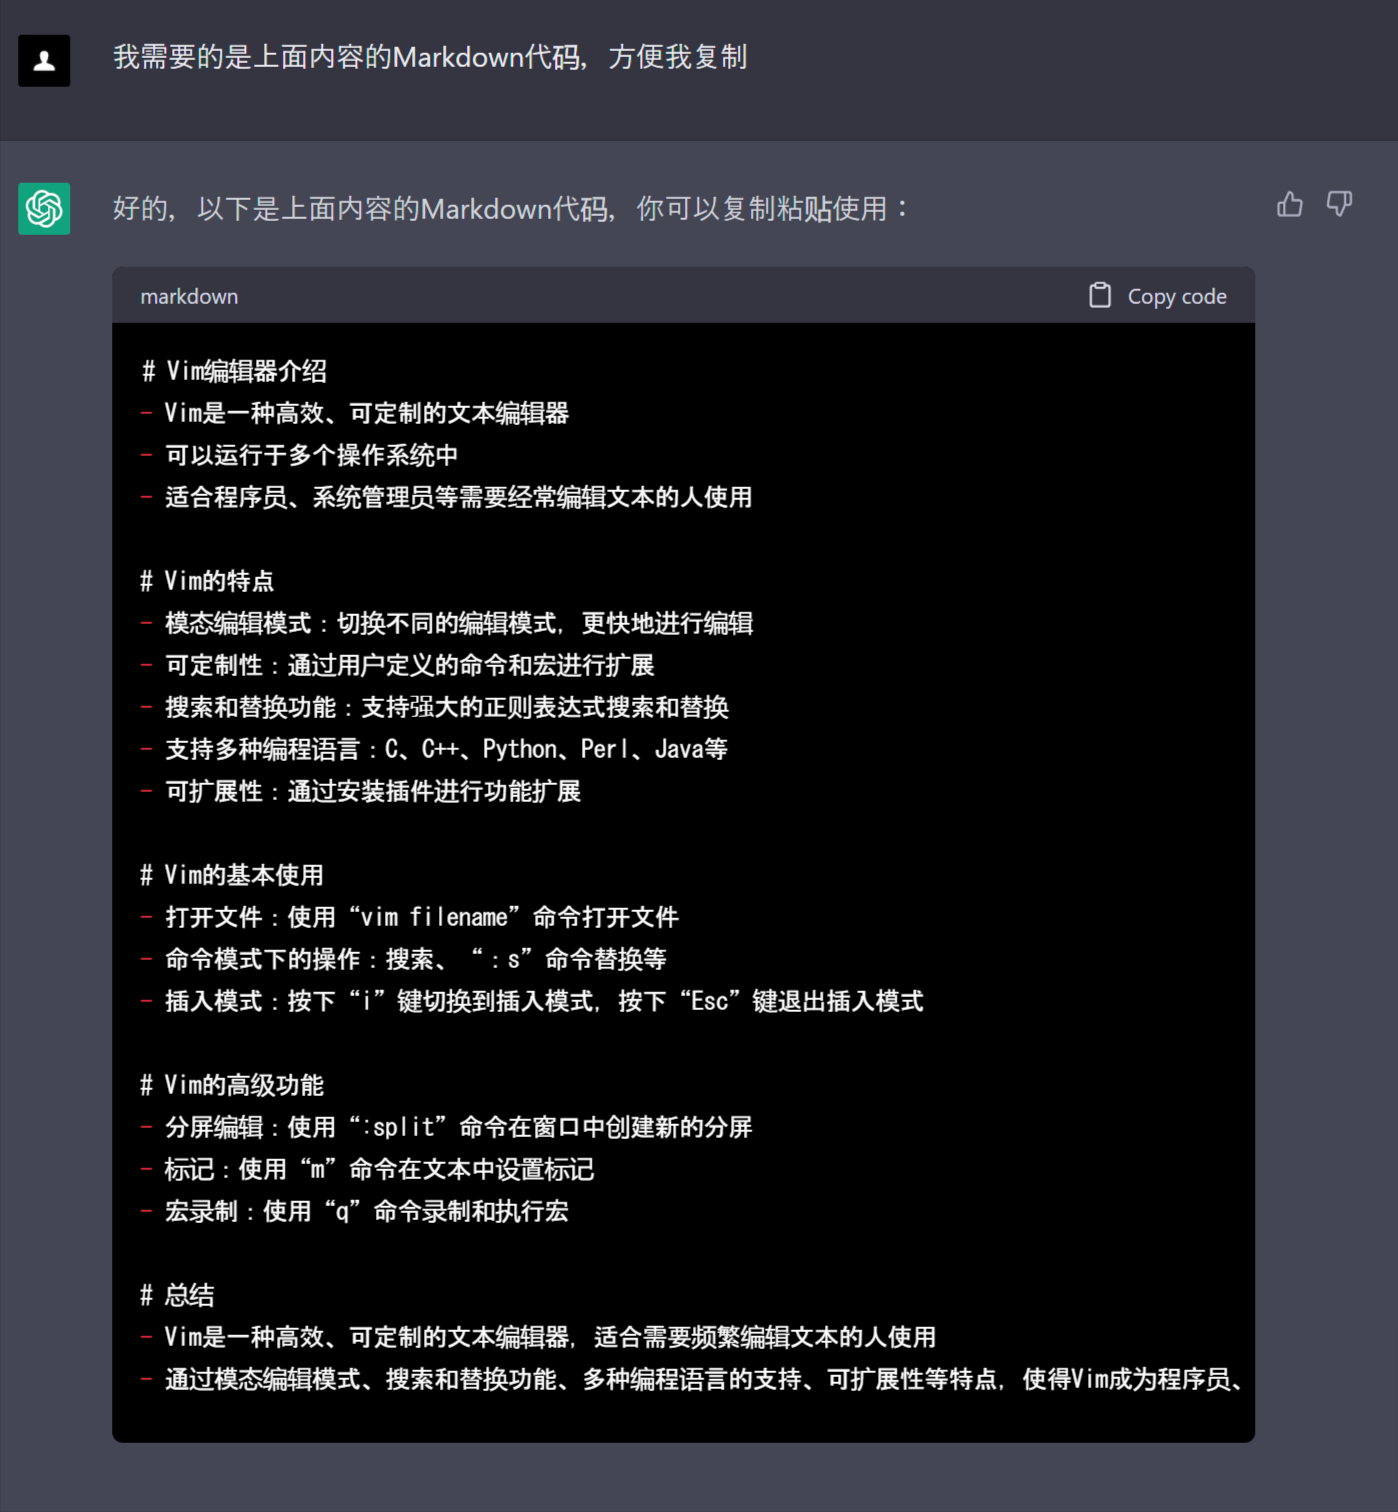 我需要的是上面内容的Markdown代码，方便我复制
好的，以下是上面内容的Markdown代码，你可以复制粘贴使用：
markdown
Copy code
# Vim编辑器介绍
- Vim是一种高效、可定制的文本编辑器
- 可以运行于多个操作系统中
- 适合程序员、系统管理员等需要经常编辑文本的人使用
# Vim的特点
- 模态编辑模式：切换不同的编辑模式，更快地进行编辑
- 可定制性：通过用户定义的命令和宏进行扩展
- 搜索和替换功能：支持强大的正则表达式搜索和替换
- 支持多种编程语言：C、C++、Python、Perl、Java等
- 可扩展性：通过安装插件进行功能扩展
# Vim的基本使用
- 打开文件：使用“vim filename”命令打开文件
- 命令模式下的操作：搜索、“：s”命令替换等
- 插入模式：按下“i”键切换到插入模式，按下“Esc”键退出插入模式
# Vim的高级功能
- 分屏编辑：使用“:split”命令在窗口中创建新的分屏
- 标记：使用“m”命令在文本中设置标记
- 宏录制：使用“q”命令录制和执行宏
# 总结
- Vim是一种高效、可定制的文本编辑器，适合需要频繁编辑文本的人使用
- 通过模态编辑模式、搜索和替换功能、多种编程语言的支持、可扩展性等特点，使得Vim成为程序员、